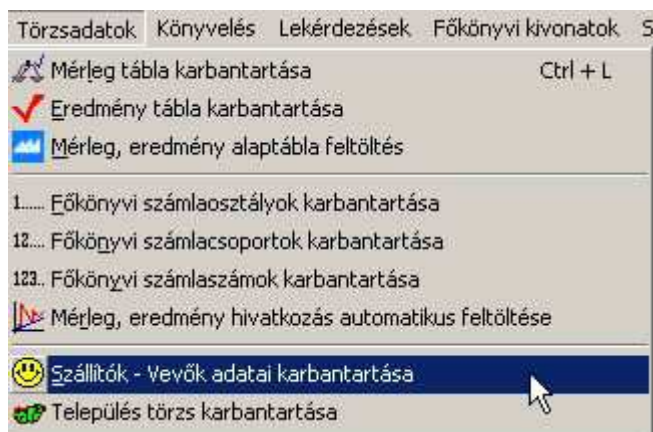 Törzsadatok Könyvelés Lekérdezések Főkönyvi kivonatok S
Mérleg tábla karbantartása Ctrl + L
Eredmény tábla karbantartása
Mérleg, eredmény alaptábla feltöltés
1..... Főkönyvi számlaosztályok karbantartása
12.... Főkönyvi számlacsoportok karbantartása
123.. Főkönyvi számlaszámok karbantartása
Mérleg, eredmény hivatkozás automatikus feltöltése
Szállítók - Vevők adatai karbantartása
Település törzs karbantartása